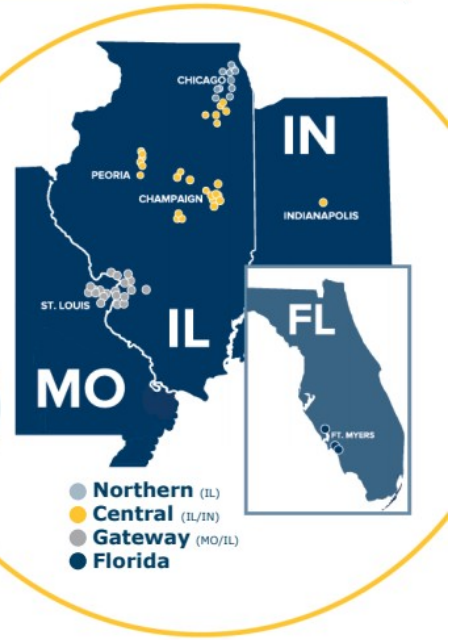 CHICAGO
IN
PEORIA
CHAMPAIGN
INDIANAPOLIS
ST. LOUIS
IL
FL
MO
FT. MYERS
Northern (IL)
Central (IL/IN)
Gateway (MO/IL)
Florida